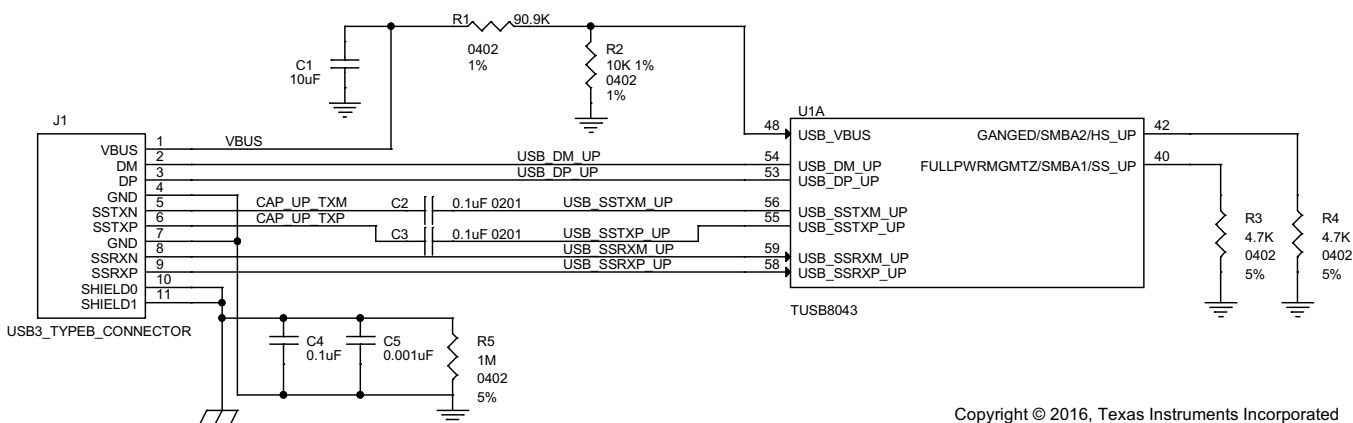 R1 90.9K
0402
1%
R2
10K 1%
0402
1%
C1
10uF
J1
USB3_TYPEB_CONNECTOR
VBUS 1 VBUS
DM 2 USB_DM_UP
DP 3 USB_DP_UP
GND 4
SSTXN 5 CAP_UP_TXM C2 0.1uF 0201 USB_SSTXM_UP
SSTXP 6 CAP_UP_TXP C3 0.1uF 0201 USB_SSTXP_UP
GND 7
SSRXN 8 USB_SSRXM_UP
SSRXP 9 USB_SSRXP_UP
SHIELD0 10
SHIELD1 11
U1A
48 USB_VBUS
54 USB_DM_UP
53 USB_DP_UP
56 USB_SSTXM_UP
55 USB_SSTXP_UP
59 USB_SSRXM_UP
58 USB_SSRXP_UP
GANGED/SMBA2/HS_UP 42
FULLPWRMGMTZ/SMBA1/SS_UP 40
TUSB8043
R3
4.7K
0402
5%
R4
4.7K
0402
5%
C4
0.1uF
C5
0.001uF
R5
1M
0402
5%
Copyright © 2016, Texas Instruments Incorporated